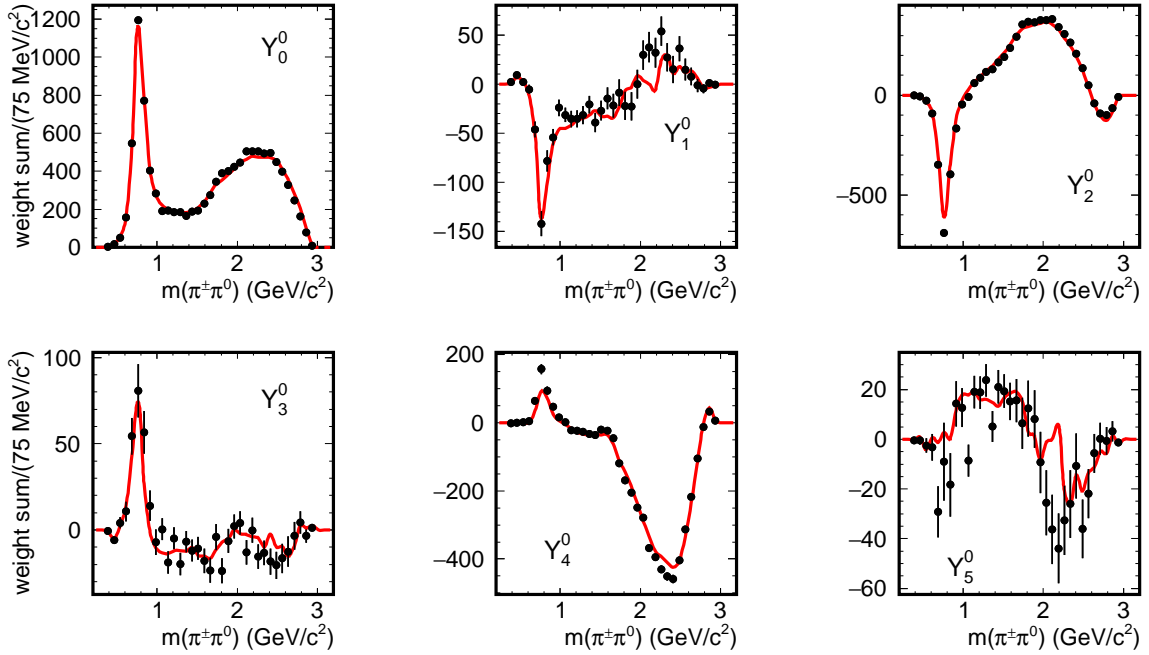 weight sum/(75 MeV/c²)
1200
1000
800
600
400
200
0
Y⁰₀
1 2 3
m(π±π⁰) (GeV/c²)
50
0
−50
−100
−150
Y⁰₁
1 2 3
m(π±π⁰) (GeV/c²)
0
−500
Y⁰₂
1 2 3
m(π±π⁰) (GeV/c²)
weight sum/(75 MeV/c²)
100
50
0
Y⁰₃
1 2 3
m(π±π⁰) (GeV/c²)
200
0
−200
−400
Y⁰₄
1 2 3
m(π±π⁰) (GeV/c²)
20
0
−20
−40
−60
Y⁰₅
1 2 3
m(π±π⁰) (GeV/c²)